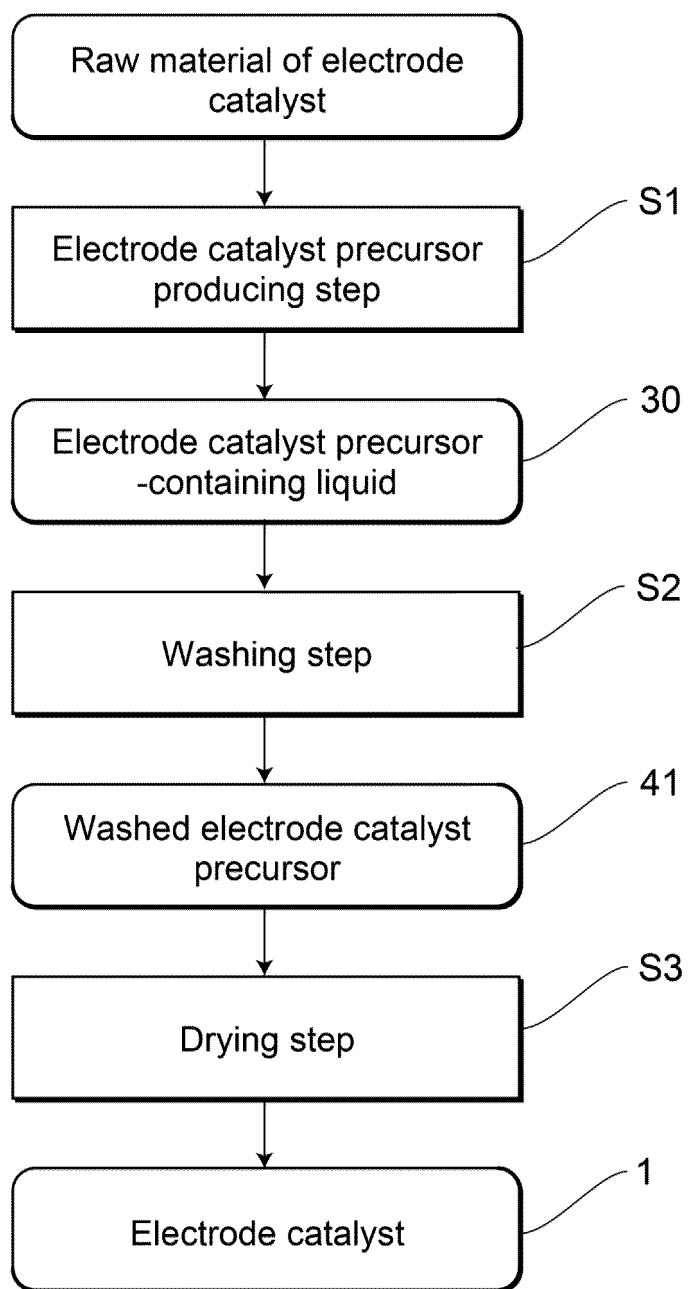 Raw material of electrode
catalyst
S1
Electrode catalyst precursor
producing step
30
Electrode catalyst precursor
-containing liquid
S2
Washing step
41
Washed electrode catalyst
precursor
S3
Drying step
1
Electrode catalyst